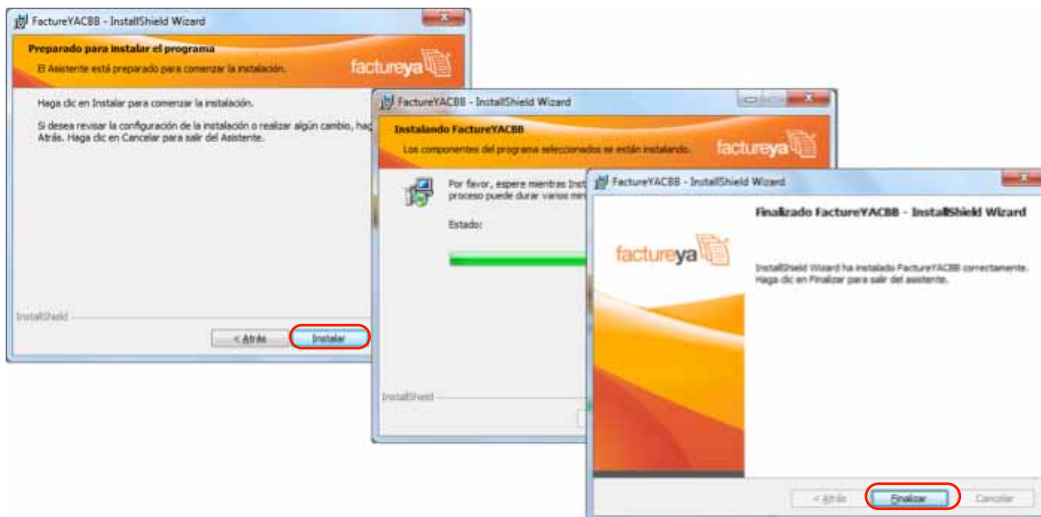 FactureYACBB - InstallShield Wizard
Preparado para instalar el programa
El Asistente está preparado para comenzar la instalación.
factureya
Haga clic en Instalar para comenzar la instalación.
Si desea revisar la configuración de la instalación o realizar algún cambio, hag
Atrás. Haga clic en Cancelar para salir del Asistente.
InstallShield
< Atrás
Instalar
FactureYACBB - InstallShield Wizard
Instalando FactureYACBB
Los componentes del programa seleccionados se están instalando.
factureya
Por favor, espere mientras Inst
proceso puede durar varios min
Estado:
InstallShield
FactureYACBB - InstallShield Wizard
factureya
Finalizado FactureYACBB - InstallShield Wizard
InstallShield Wizard ha instalado FactureYACBB correctamente.
Haga clic en Finalizar para salir del asistente.
< Atrás
Finalizar
Cancelar